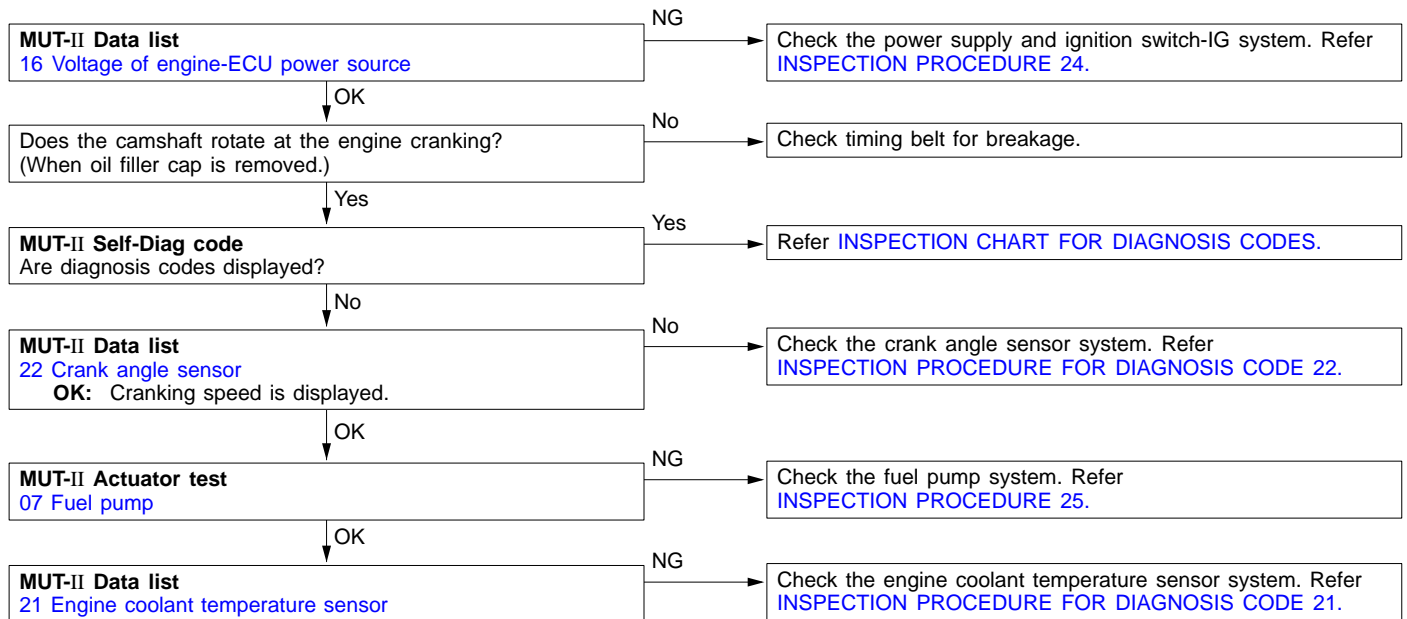 MUT-II Data list
16 Voltage of engine-ECU power source
NG
Check the power supply and ignition switch-IG system. Refer
INSPECTION PROCEDURE 24.
OK
Does the camshaft rotate at the engine cranking?
(When oil filler cap is removed.)
No
Check timing belt for breakage.
Yes
MUT-II Self-Diag code
Are diagnosis codes displayed?
Yes
Refer INSPECTION CHART FOR DIAGNOSIS CODES.
No
MUT-II Data list
22 Crank angle sensor
OK: Cranking speed is displayed.
No
Check the crank angle sensor system. Refer
INSPECTION PROCEDURE FOR DIAGNOSIS CODE 22.
OK
MUT-II Actuator test
07 Fuel pump
NG
Check the fuel pump system. Refer
INSPECTION PROCEDURE 25.
OK
MUT-II Data list
21 Engine coolant temperature sensor
NG
Check the engine coolant temperature sensor system. Refer
INSPECTION PROCEDURE FOR DIAGNOSIS CODE 21.